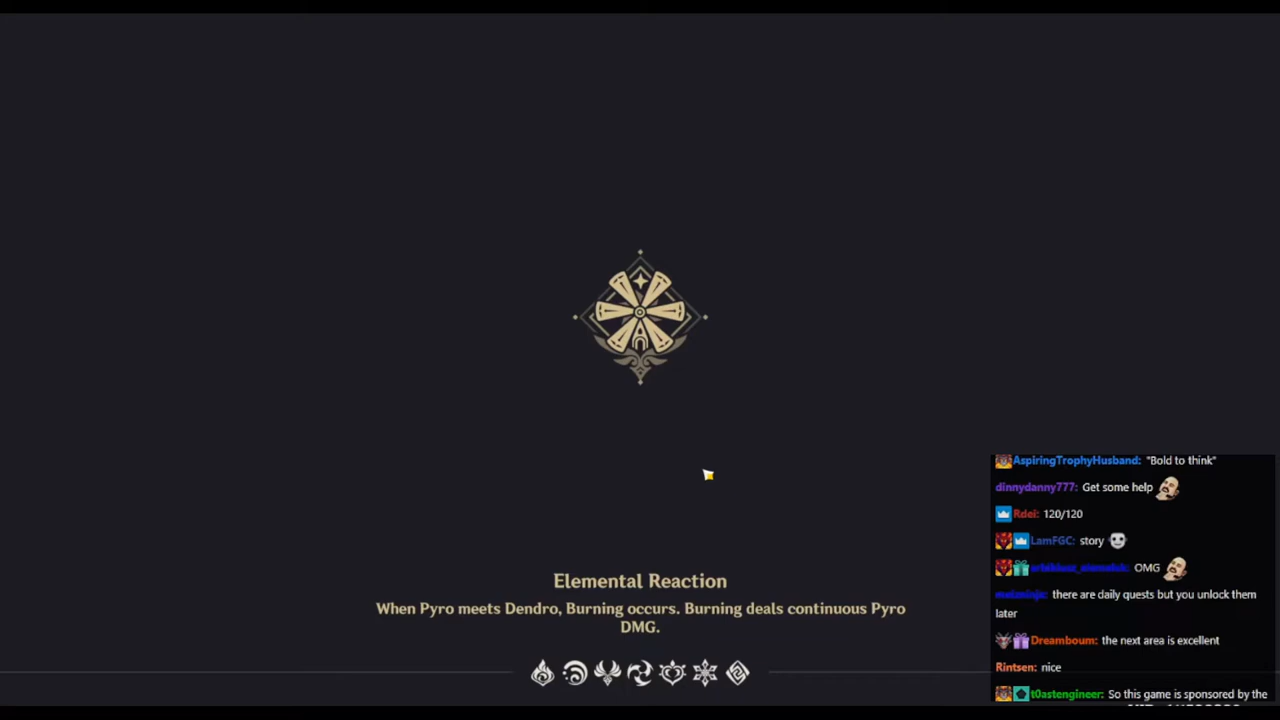 Elemental Reaction
When Pyro meets Dendro, Burning occurs. Burning deals continuous Pyro
DMG.
AspiringTrophyHusband: "Bold to think"
dinnydanny777: Get some help
Rdei: 120/120
LamFGC: story
OMG
there are daily quests but you unlock them
later
Dreamboum: the next area is excellent
Rintsen: nice
t0astengineer: So this game is sponsored by the